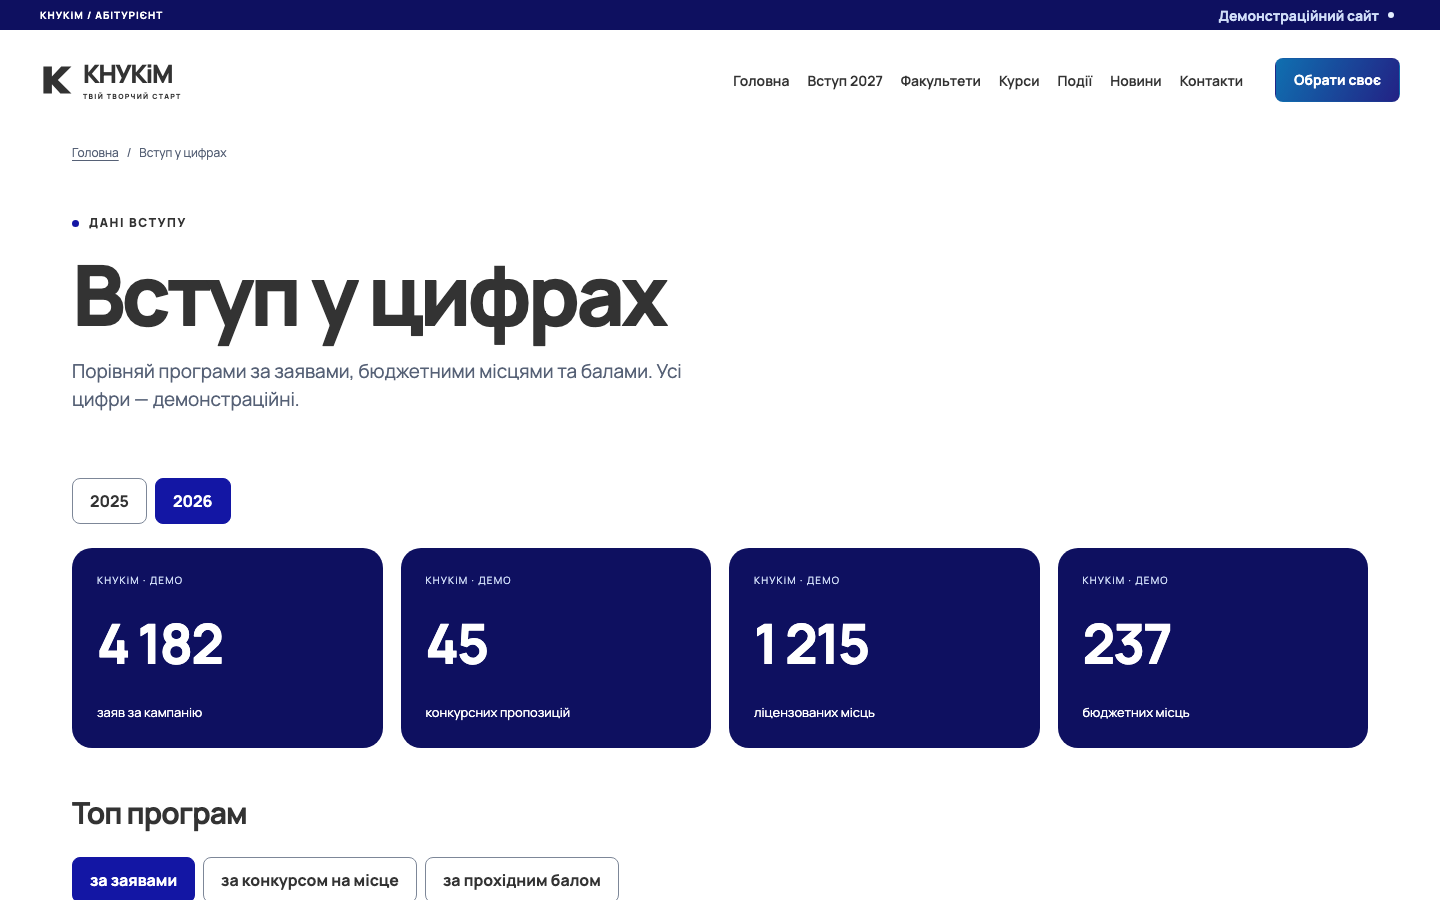 КНУКіМ / АБІТУРІЄНТ
Демонстраційний сайт
К КНУКіМ
ТВІЙ ТВОРЧИЙ СТАРТ
Головна Вступ 2027 Факультети Курси Події Новини Контакти Обрати своє
Головна / Вступ у цифрах
ДАНІ ВСТУПУ
Вступ у цифрах
Порівняй програми за заявами, бюджетними місцями та балами. Усі
цифри — демонстраційні.
2025 2026
КНУКіМ · ДЕМО
4 182
заяв за кампанію
КНУКіМ · ДЕМО
45
конкурсних пропозицій
КНУКіМ · ДЕМО
1 215
ліцензованих місць
КНУКіМ · ДЕМО
237
бюджетних місць
Топ програм
за заявами за конкурсом на місце за прохідним балом